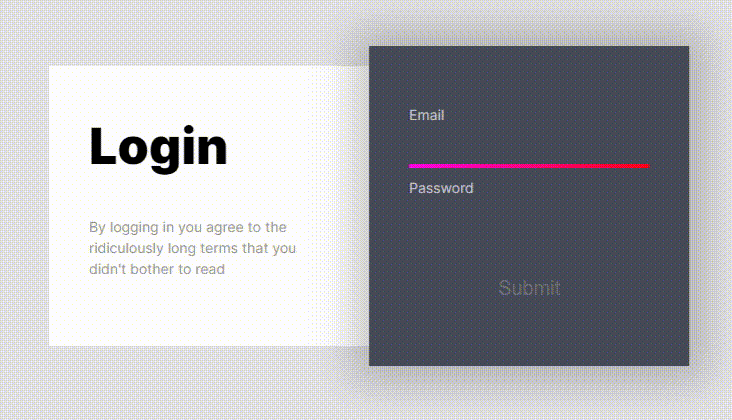 Login
By logging in you agree to the
ridiculously long terms that you
didn't bother to read
Email
Password
Submit